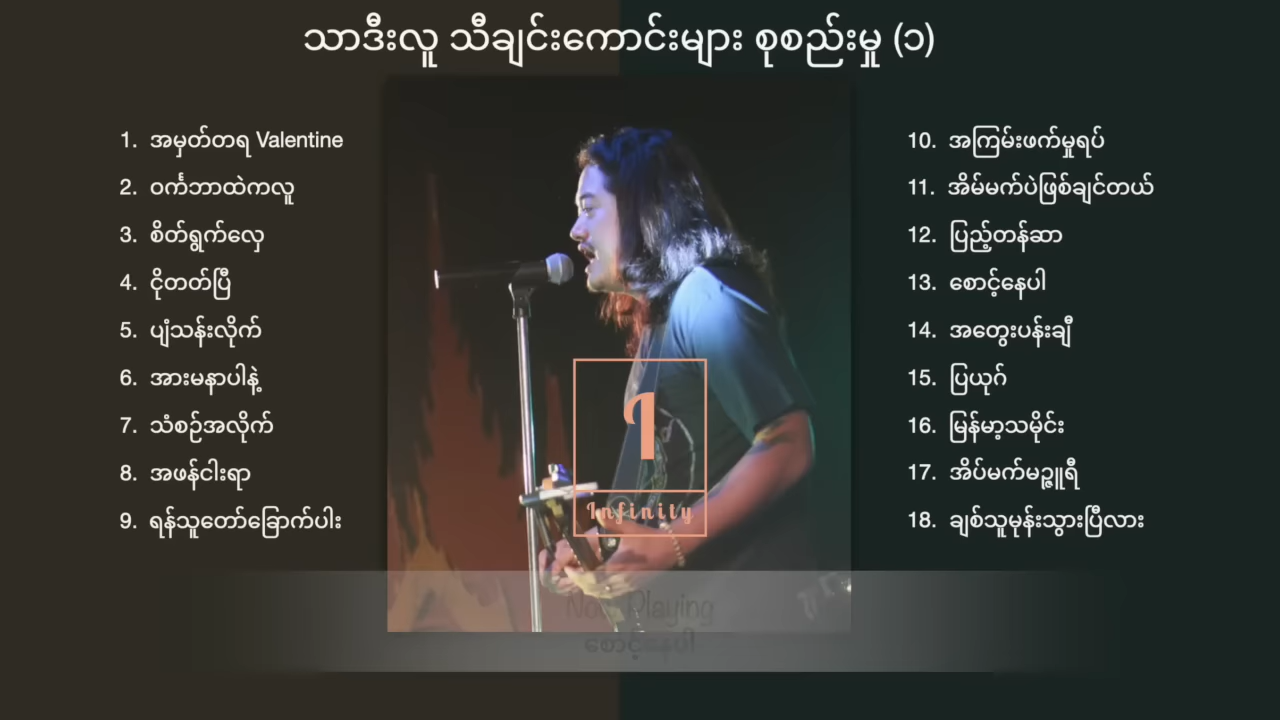 သာဒီးလူ သီချင်းကောင်းများ စုစည်းမှု (၁)
1. အမှတ်တရ Valentine
2. ဝင်္ကဘာထဲကလူ
3. စိတ်ရွက်လှေ
4. ငိုတတ်ပြီ
5. ပျံသန်းလိုက်
6. အားမနာပါနဲ့
7. သံစဉ်အလိုက်
8. အဖန်ငါးရာ
9. ရန်သူတော်ခြောက်ပါး
10. အကြမ်းဖက်မှုရပ်
11. အိမ်မက်ပဲဖြစ်ချင်တယ်
12. ပြည့်တန်ဆာ
13. စောင့်နေပါ
14. အတွေးပန်းချီ
15. ပြယုဂ်
16. မြန်မာ့သမိုင်း
17. အိပ်မက်မဉ္ဇူရီ
18. ချစ်သူမုန်းသွားပြီလား
I
Infinity
Now Playing
စောင့်နေပါ